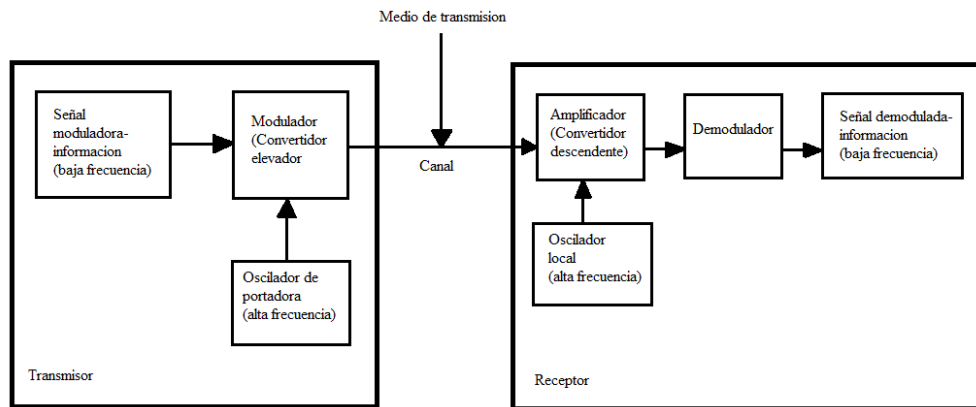 Medio de transmision
Señal
moduladora-
informacion
(baja frecuencia)
Modulador
(Convertidor
elevador
Oscilador de
portadora
(alta frecuencia)
Transmisor
Canal
Amplificador
(Convertidor
descendente)
Demodulador
Señal demodulada-
informacion
(baja frecuencia)
Oscilador
local
(alta frecuencia)
Receptor